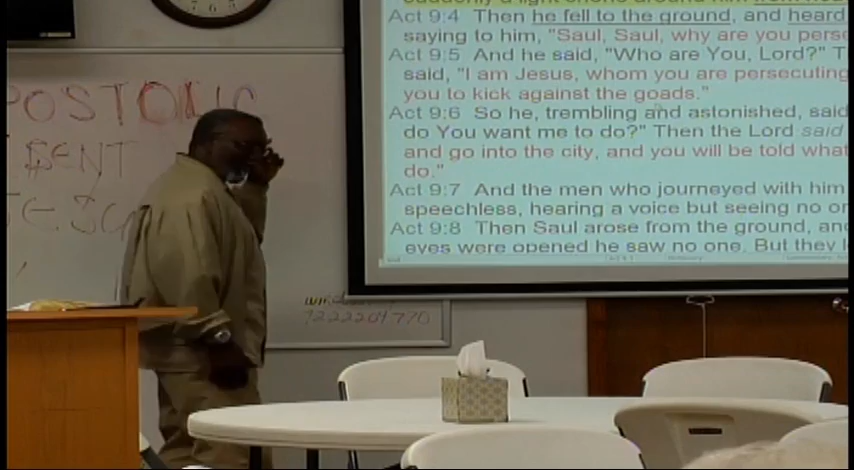 Act 9:4 Then he fell to the ground, and heard
saying to him, "Saul, Saul, why are you perse
Act 9:5 And he said, "Who are You, Lord?" T
said, "I am Jesus, whom you are persecuting
you to kick against the goads."
Act 9:6 So he, trembling and astonished, said
do You want me to do?" Then the Lord said
and go into the city, and you will be told what
do."
Act 9:7 And the men who journeyed with him
speechless, hearing a voice but seeing no or
Act 9:8 Then Saul arose from the ground, and
eyes were opened he saw no one. But they l
POSTOLIC
SENT